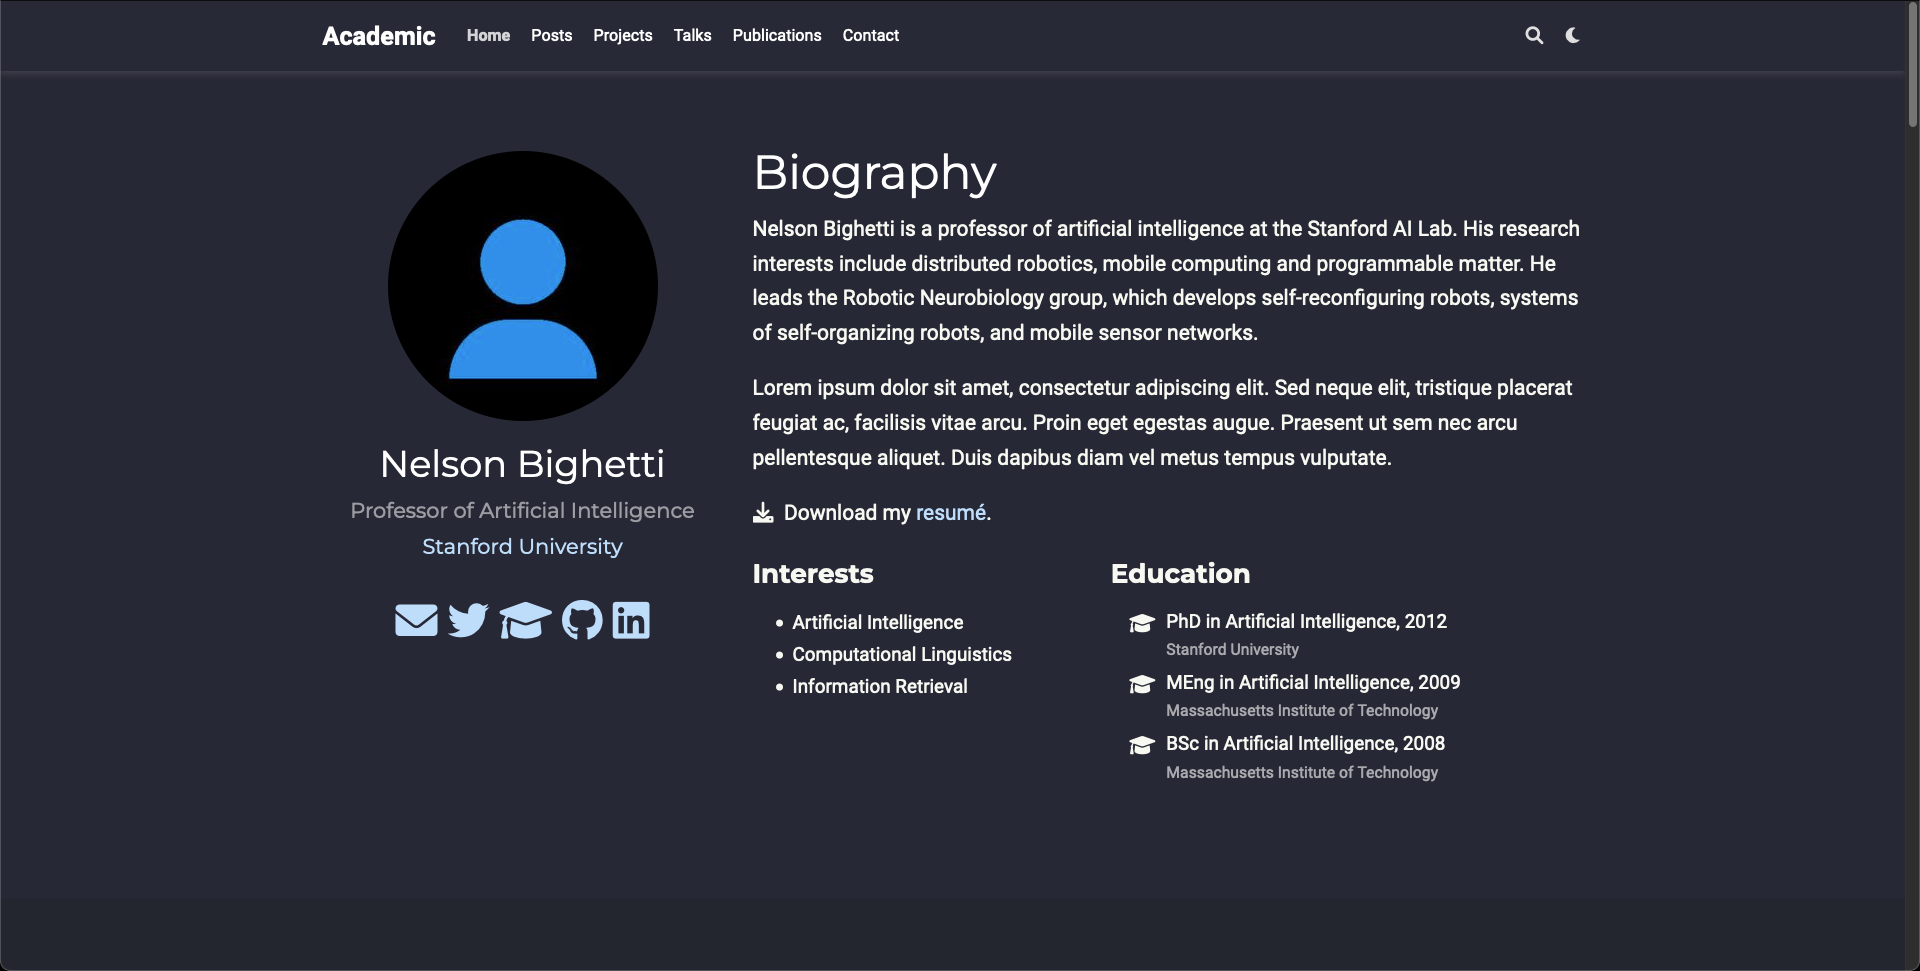 Academic Home Posts Projects Talks Publications Contact
Nelson Bighetti
Professor of Artificial Intelligence
Stanford University
Biography
Nelson Bighetti is a professor of artificial intelligence at the Stanford AI Lab. His research
interests include distributed robotics, mobile computing and programmable matter. He
leads the Robotic Neurobiology group, which develops self-reconfiguring robots, systems
of self-organizing robots, and mobile sensor networks.
Lorem ipsum dolor sit amet, consectetur adipiscing elit. Sed neque elit, tristique placerat
feugiat ac, facilisis vitae arcu. Proin eget egestas augue. Praesent ut sem nec arcu
pellentesque aliquet. Duis dapibus diam vel metus tempus vulputate.
Download my resumé.
Interests
• Artificial Intelligence
• Computational Linguistics
• Information Retrieval
Education
PhD in Artificial Intelligence, 2012
Stanford University
MEng in Artificial Intelligence, 2009
Massachusetts Institute of Technology
BSc in Artificial Intelligence, 2008
Massachusetts Institute of Technology